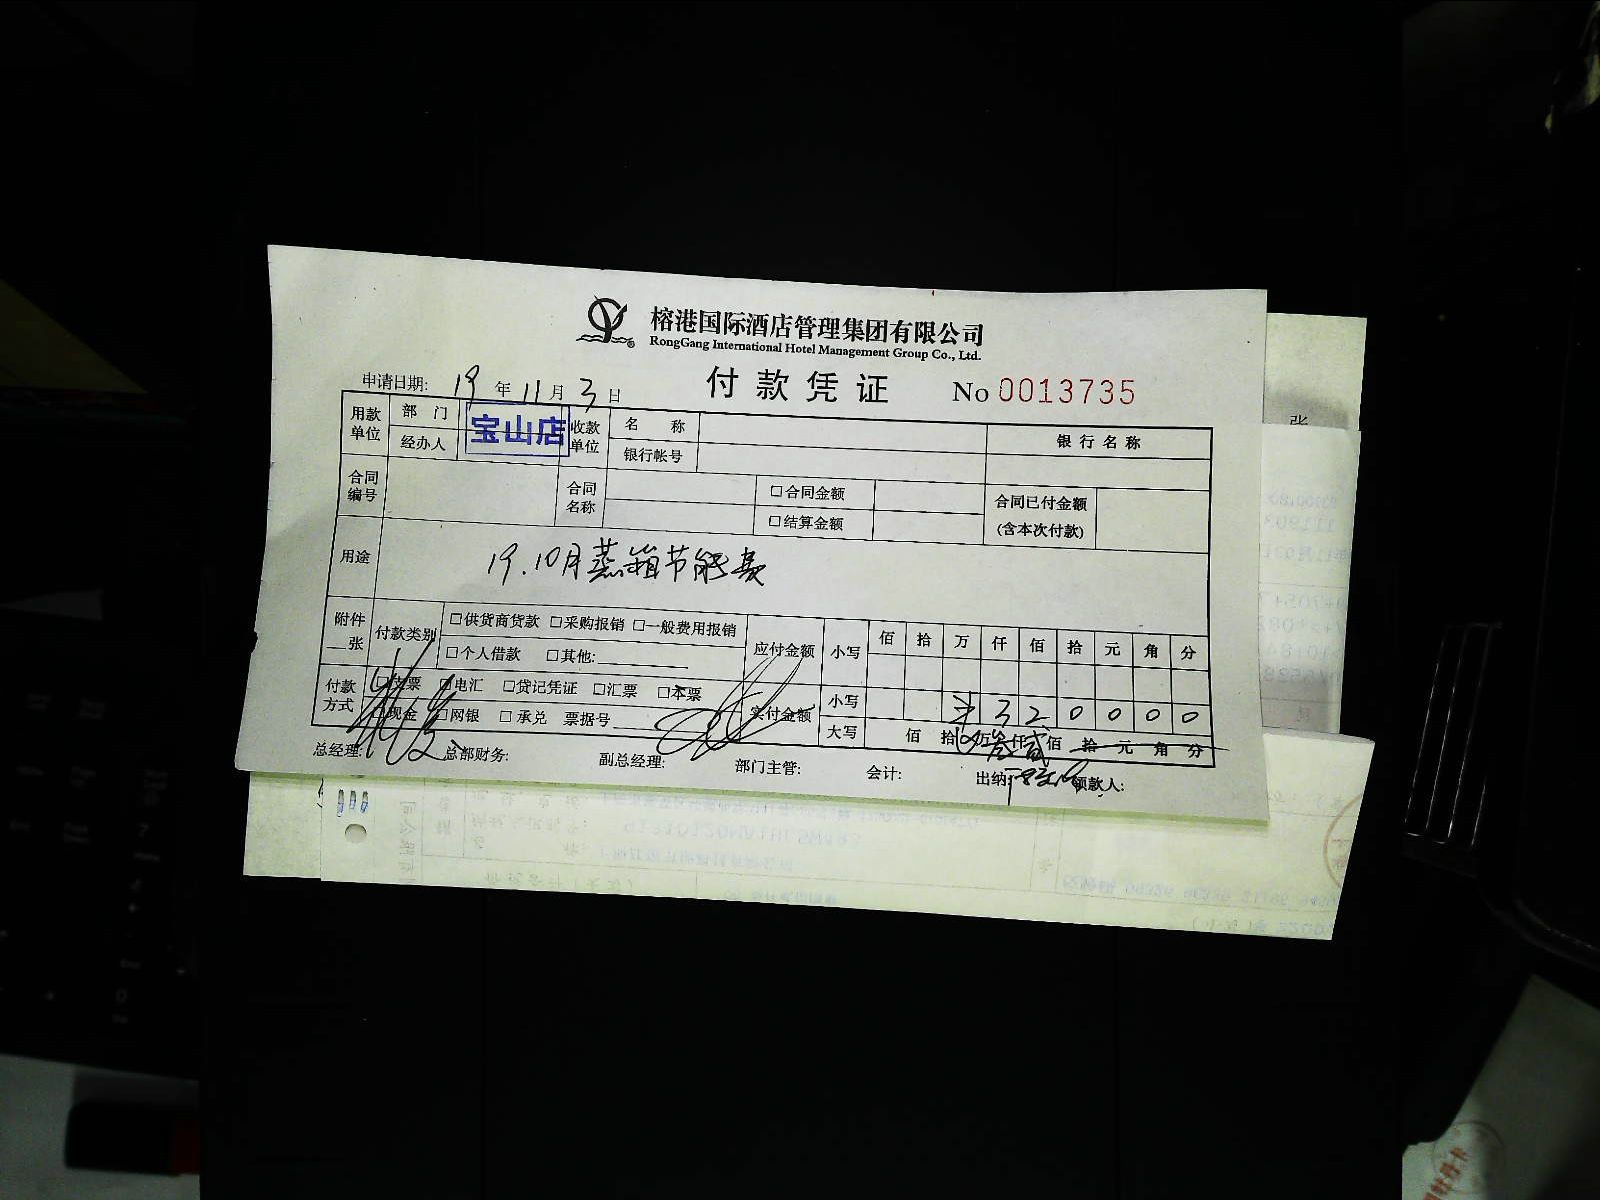 榕港国际酒店管理集团有限公司
RongGang International Hotel Management Group Co., Ltd.
付款凭证 No 0013735
申请日期: 19 年 11 月 3 日
用款单位 部门 宝山店 收款单位 名称 银行名称
经办人 银行帐号
合同编号 合同名称 □合同金额 合同已付金额
□结算金额 (含本次付款)
用途 19.10月蒸箱节能费
附件 张 付款类别 □供货商货款 □采购报销 □一般费用报销 应付金额 小写 佰 拾 万 仟 佰 拾 元 角 分
□个人借款 □其他:
付款方式 □支票 □电汇 □贷记凭证 □汇票 □本票 实付金额 小写 3 2 0 0 0 0
□现金 □网银 □承兑 票据号 大写 佰 拾 万 叁 仟 贰 佰 拾 元 角 分
总经理: 总部财务: 副总经理: 部门主管: 会计: 出纳: 领款人:
张